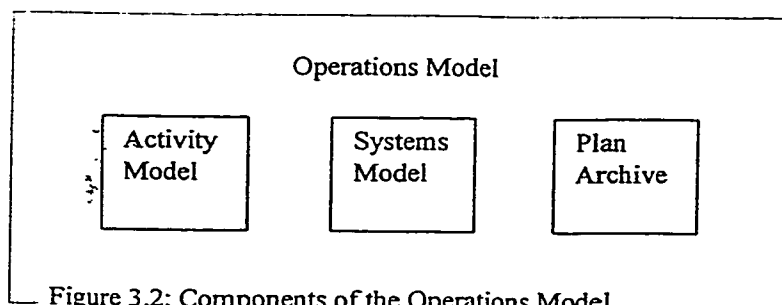 Operations Model
Activity
Model
Systems
Model
Plan
Archive
Figure 3.2: Components of the Operations Model